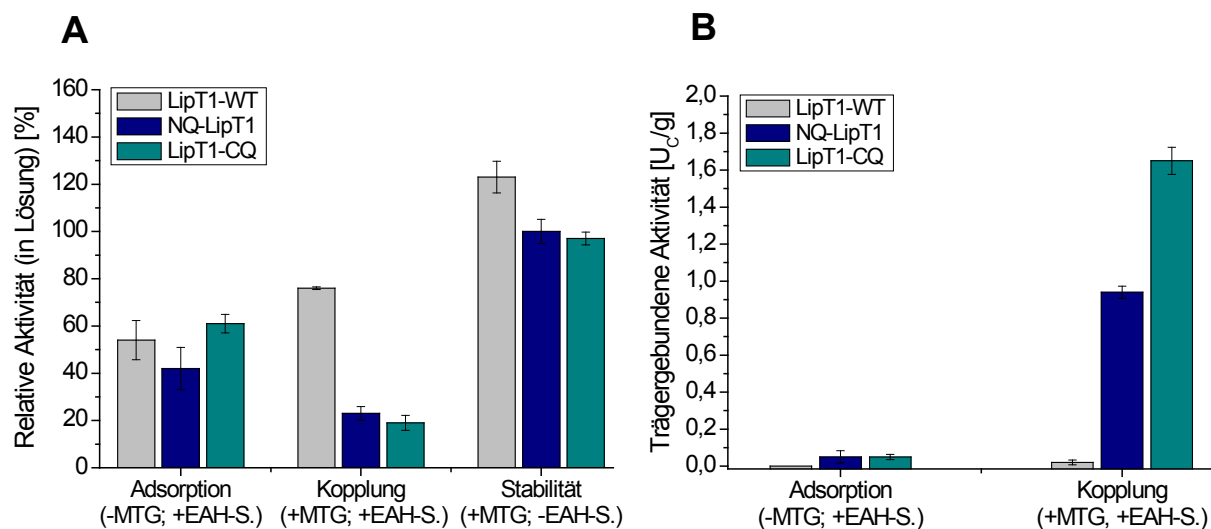 A
Relative Aktivität (in Lösung) [%]
160
140
120
100
80
60
40
20
0
LipT1-WT
NQ-LipT1
LipT1-CQ
Adsorption
(-MTG; +EAH-S.)
Kopplung
(+MTG; +EAH-S.)
Stabilität
(+MTG; -EAH-S.)
B
Trägergebundene Aktivität [U_C/g]
2,0
1,8
1,6
1,4
1,2
1,0
0,8
0,6
0,4
0,2
0,0
LipT1-WT
NQ-LipT1
LipT1-CQ
Adsorption
(-MTG; +EAH-S.)
Kopplung
(+MTG, +EAH-S.)